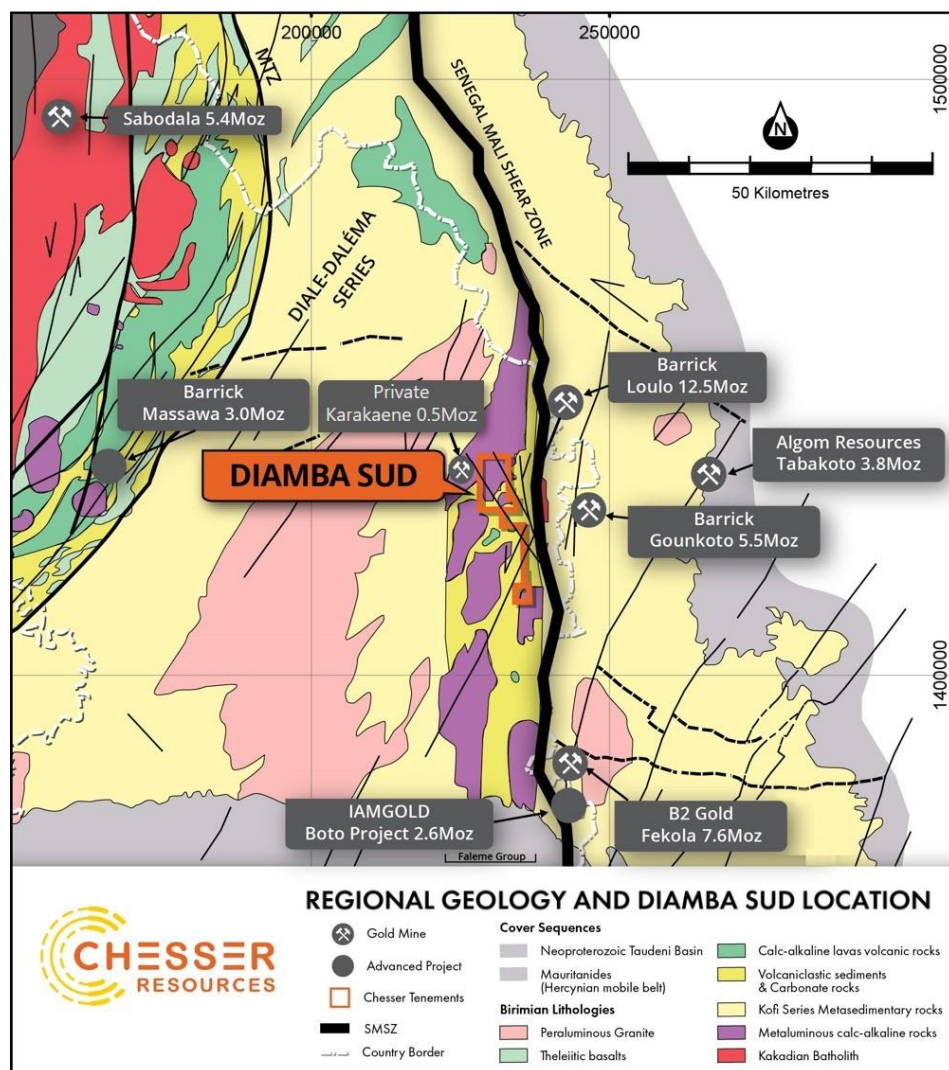 200000
250000
MTZ
SENEGAL MALI SHEAR ZONE
1500000
Sabodala 5.4Moz
N
50 Kilometres
DIALE-DALÉMA
SERIES
Barrick
Loulo 12.5Moz
Barrick
Massawa 3.0Moz
Private
Karakaene 0.5Moz
Algom Resources
Tabakoto 3.8Moz
DIAMBA SUD
Barrick
Gounkoto 5.5Moz
1400000
IAMGOLD
Boto Project 2.6Moz
B2 Gold
Fekola 7.6Moz
Faleme Group
CHESSER
RESOURCES
REGIONAL GEOLOGY AND DIAMBA SUD LOCATION
Gold Mine
Advanced Project
Chesser Tenements
SMSZ
Country Border
Cover Sequences
Neoproterozoic Taudeni Basin
Mauritanides
(Hercynian mobile belt)
Birimian Lithologies
Peraluminous Granite
Theleiitic basalts
Calc-alkaline lavas volcanic rocks
Volcaniclastic sediments
& Carbonate rocks
Kofi Series Metasedimentary rocks
Metaluminous calc-alkaline rocks
Kakadian Batholith